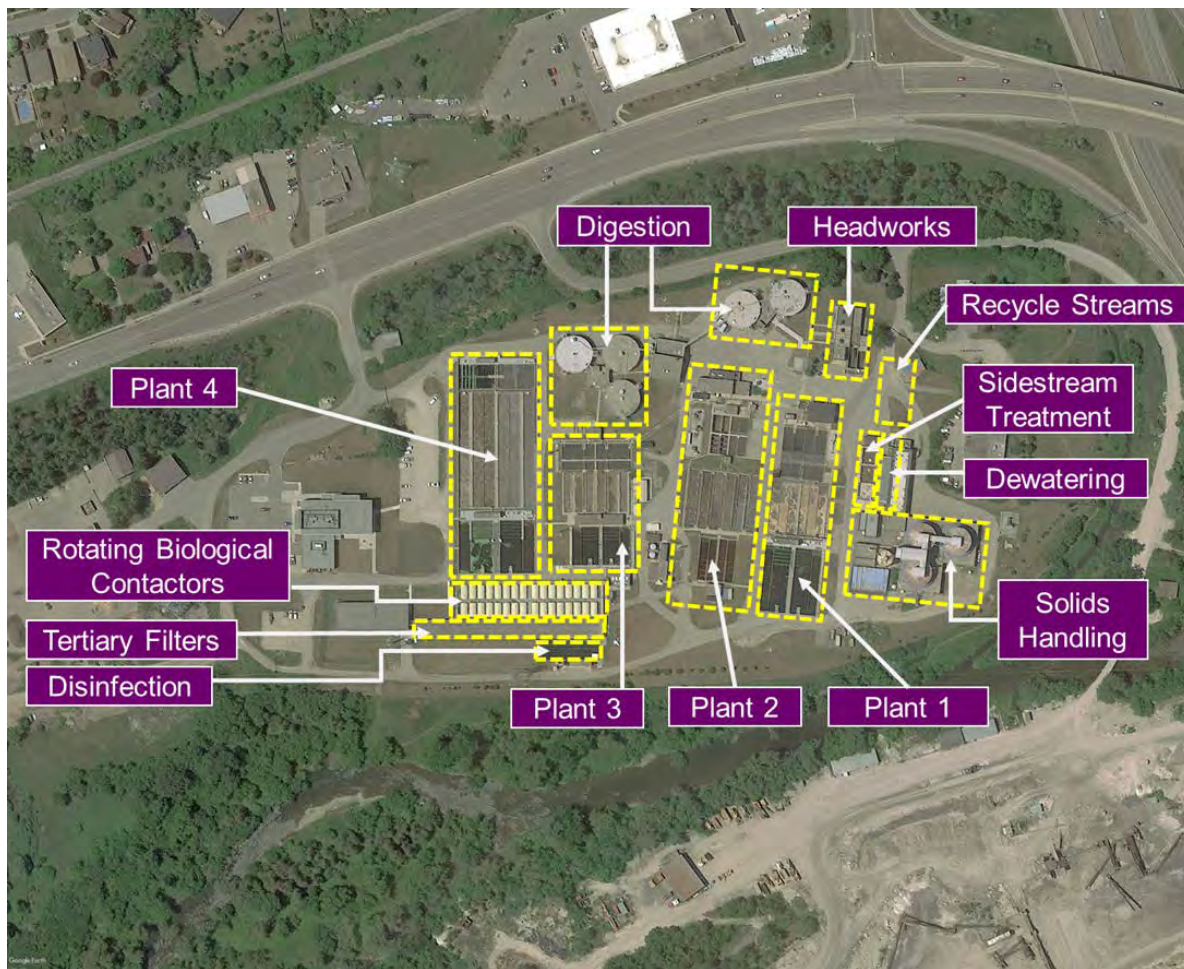 Digestion
Headworks
Recycle Streams
Plant 4
Sidestream
Treatment
Dewatering
Rotating Biological
Contactors
Solids
Handling
Tertiary Filters
Disinfection
Plant 3
Plant 2
Plant 1
Google Earth